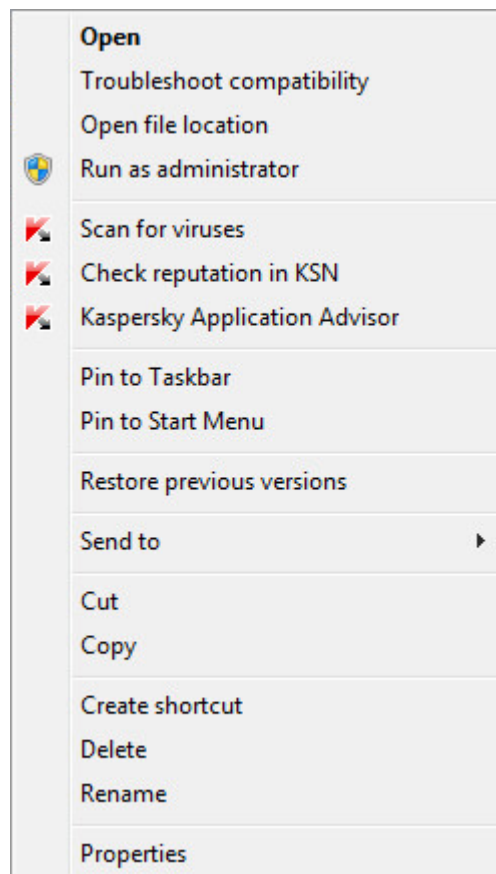 Open
Troubleshoot compatibility
Open file location
Run as administrator
Scan for viruses
Check reputation in KSN
Kaspersky Application Advisor
Pin to Taskbar
Pin to Start Menu
Restore previous versions
Send to
Cut
Copy
Create shortcut
Delete
Rename
Properties